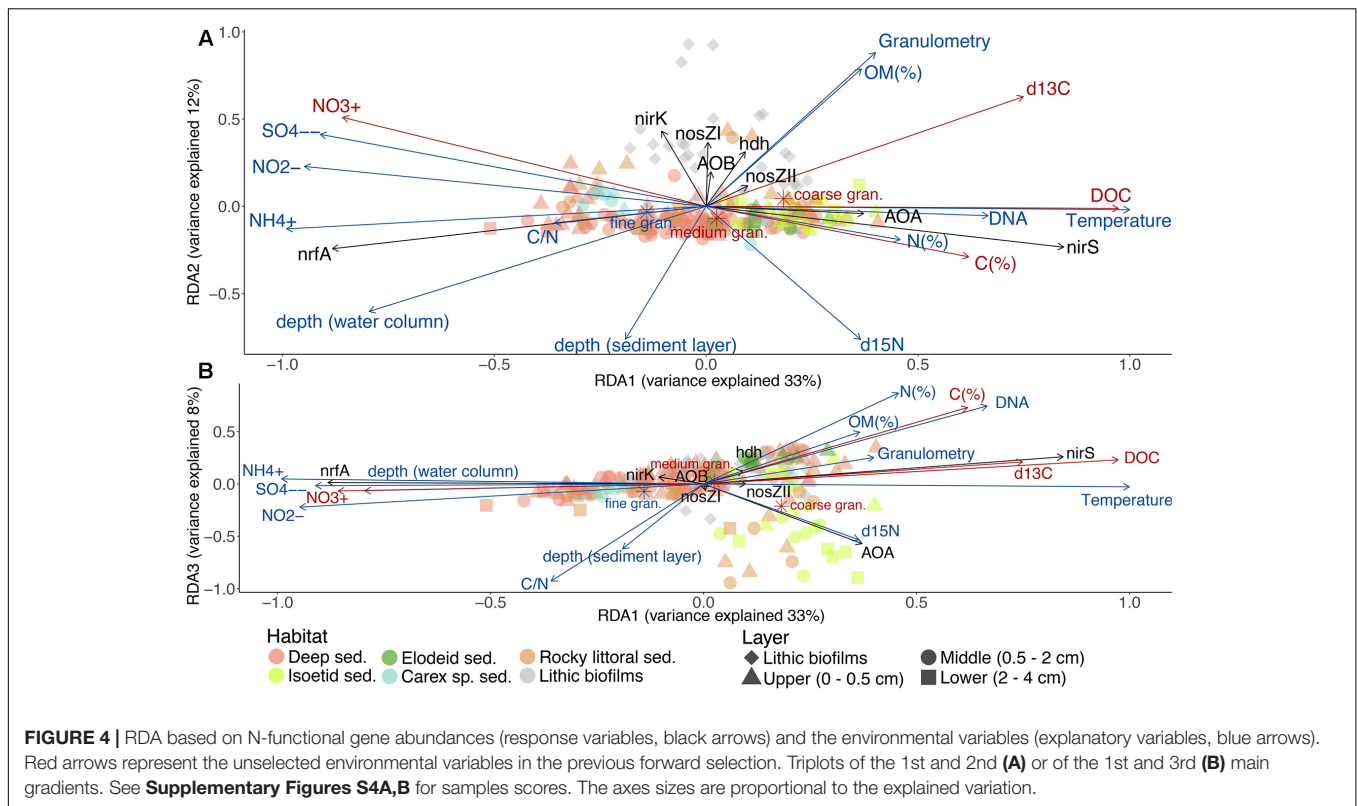 A
1.0
0.5
0.0
−0.5
RDA2 (variance explained 12%)
Granulometry
OM(%)
d13C
NO3+
SO4−−
NO2−
NH4+
nrfA
nirK
nosZI
hdh
AOB
nosZII
coarse gran.
DOC
Temperature
AOA
DNA
fine gran.
medium gran.
C/N
N(%)
nirS
C(%)
depth (water column)
depth (sediment layer)
d15N
−1.0
−0.5
0.0
0.5
1.0
RDA1 (variance explained 33%)
B
0.5
0.0
−0.5
−1.0
RDA3 (variance explained 8%)
N(%)
C(%)
DNA
OM(%)
hdh
Granulometry
nirS
DOC
d13C
Temperature
NH4+
nrfA
depth (water column)
SO4−−
NO3+
NO2−
medium gran.
nirK
AOB
nosZI
nosZII
fine gran.
coarse gran.
d15N
AOA
depth (sediment layer)
C/N
−1.0
−0.5
0.0
0.5
1.0
RDA1 (variance explained 33%)
Habitat
Deep sed.
Elodeid sed.
Rocky littoral sed.
Isoetid sed.
Carex sp. sed.
Lithic biofilms
Layer
Lithic biofilms
Middle (0.5 - 2 cm)
Upper (0 - 0.5 cm)
Lower (2 - 4 cm)
FIGURE 4 | RDA based on N-functional gene abundances (response variables, black arrows) and the environmental variables (explanatory variables, blue arrows).
Red arrows represent the unselected environmental variables in the previous forward selection. Triplots of the 1st and 2nd (A) or of the 1st and 3rd (B) main
gradients. See Supplementary Figures S4A,B for samples scores. The axes sizes are proportional to the explained variation.